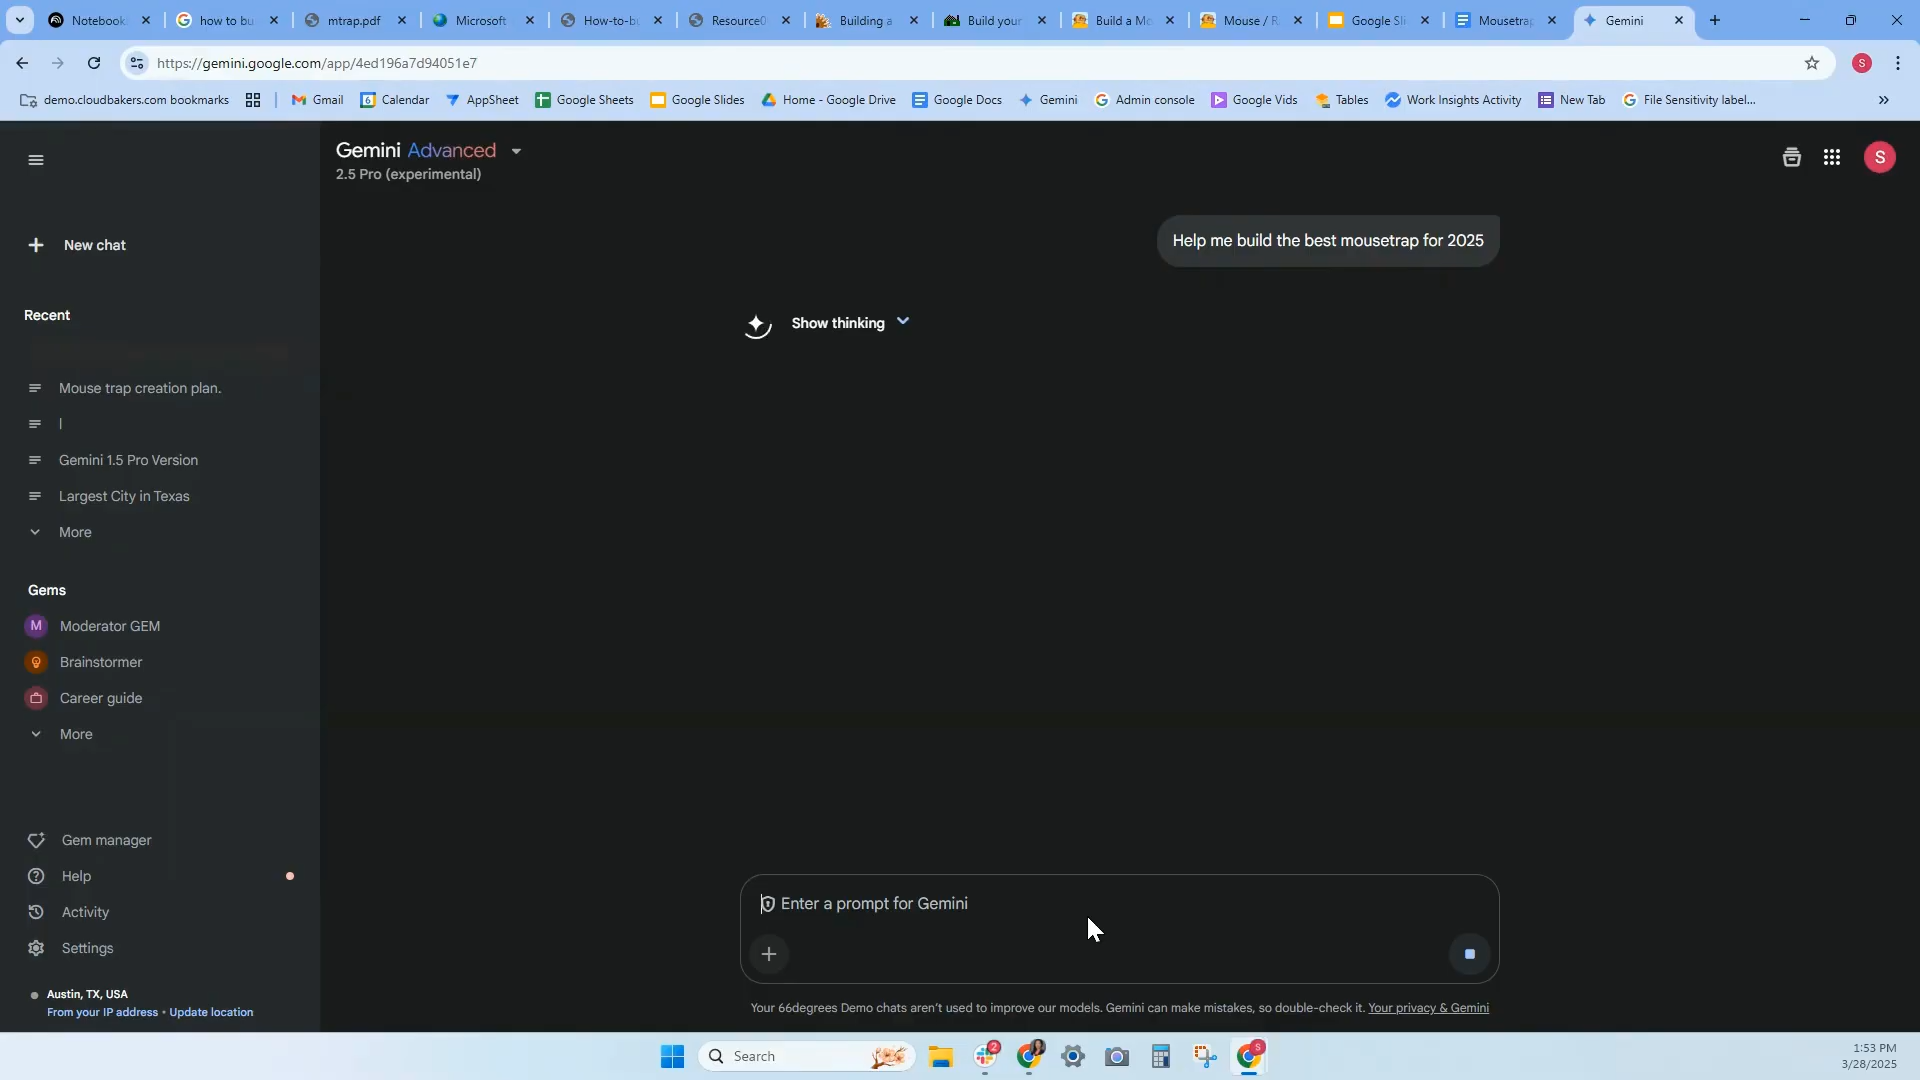 Notebook
how to bu
mtrap.pdf
Microsoft
How-to-bu
Resource0
Building a
Build your
Build a Mo
Mouse / R
Google Sli
Mousetrap
Gemini
https://gemini.google.com/app/4ed196a7d94051e7
S
demo.cloudbakers.com bookmarks
Gmail
Calendar
AppSheet
Google Sheets
Google Slides
Home - Google Drive
Google Docs
Gemini
Admin console
Google Vids
Tables
Work Insights Activity
New Tab
File Sensitivity label...
Gemini Advanced
2.5 Pro (experimental)
S
Help me build the best mousetrap for 2025
Show thinking
New chat
Recent
Mouse trap creation plan.
l
Gemini 1.5 Pro Version
Largest City in Texas
More
Gems
M Moderator GEM
Brainstormer
Career guide
More
Gem manager
Help
Activity
Settings
Austin, TX, USA
From your IP address • Update location
Enter a prompt for Gemini
Your 66degrees Demo chats aren't used to improve our models. Gemini can make mistakes, so double-check it. Your privacy & Gemini
Search
2
S
1:53 PM
3/28/2025